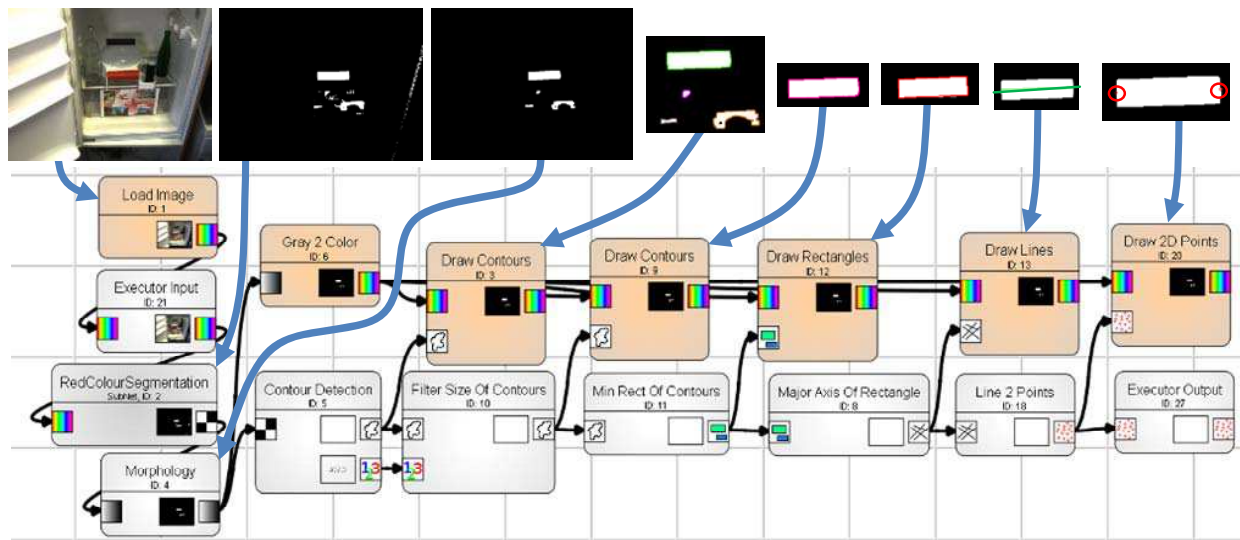 Load Image
ID: 1
Executor Input
ID: 21
RedColourSegmentation
SubNet, ID: 2
Morphology
ID: 4
Gray 2 Color
ID: 6
Contour Detection
ID: 5
123
Draw Contours
ID: 3
Filter Size Of Contours
ID: 10
123
Draw Contours
ID: 9
Min Rect Of Contours
ID: 11
Draw Rectangles
ID: 12
Major Axis Of Rectangle
ID: 8
Draw Lines
ID: 13
Line 2 Points
ID: 18
Draw 2D Points
ID: 20
Executor Output
ID: 27